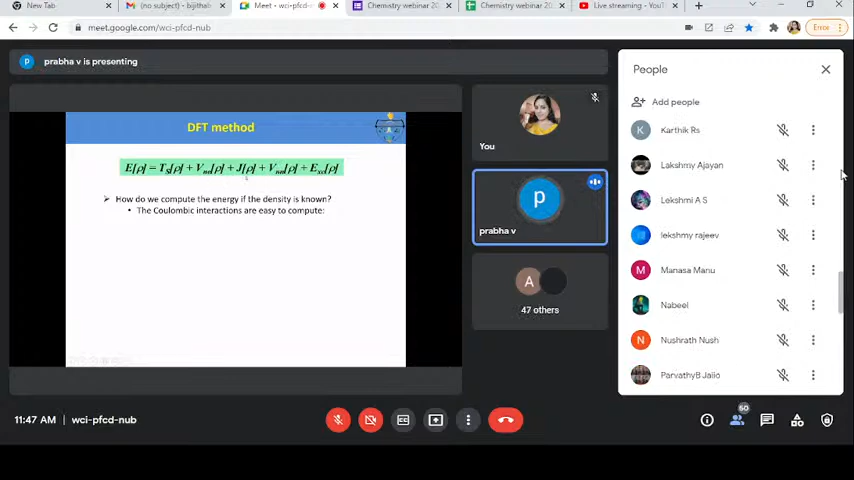 New Tab
(no subject) - bijithal
Meet - wci-pfcd-
Chemistry webinar 20
Chemistry webinar 20
Live streaming - YouT
meet.google.com/wci-pfcd-nub
Error
p prabha v is presenting
DFT method
E[ρ] = Ts[ρ] + Vne[ρ] + J[ρ] + Vnn[ρ] + Exc[ρ]
➢ How do we compute the energy if the density is known?
• The Coulombic interactions are easy to compute:
You
p
prabha v
A
47 others
People
Add people
K Karthik Rs
Lakshmy Ajayan
Lekshmi A S
lekshmy rajeev
M Manasa Manu
Nabeel
N Nushrath Nush
ParvathyB Jalio
11:47 AM | wci-pfcd-nub
50